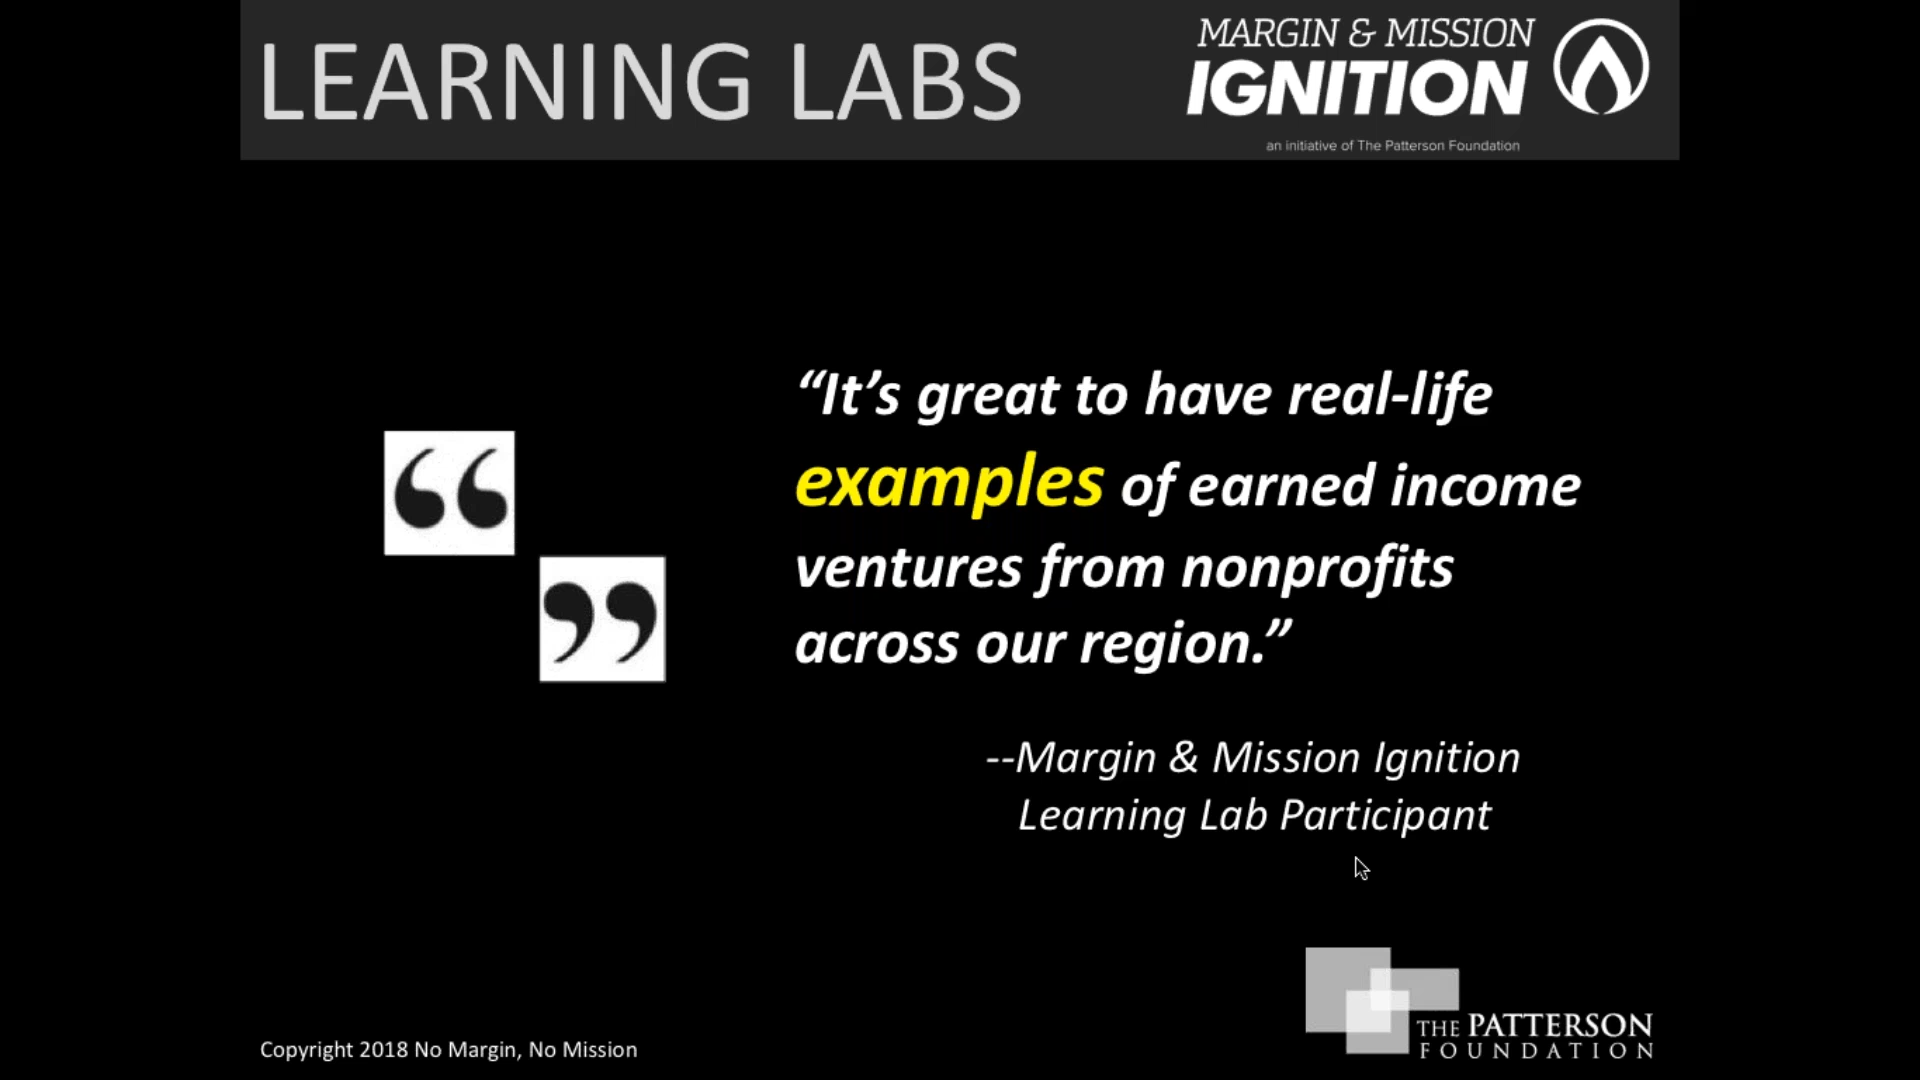 LEARNING LABS
MARGIN & MISSION
IGNITION
an initiative of The Patterson Foundation
“It’s great to have real-life
examples of earned income
ventures from nonprofits
across our region.”
“
”
--Margin & Mission Ignition
Learning Lab Participant
THE PATTERSON
FOUNDATION
Copyright 2018 No Margin, No Mission